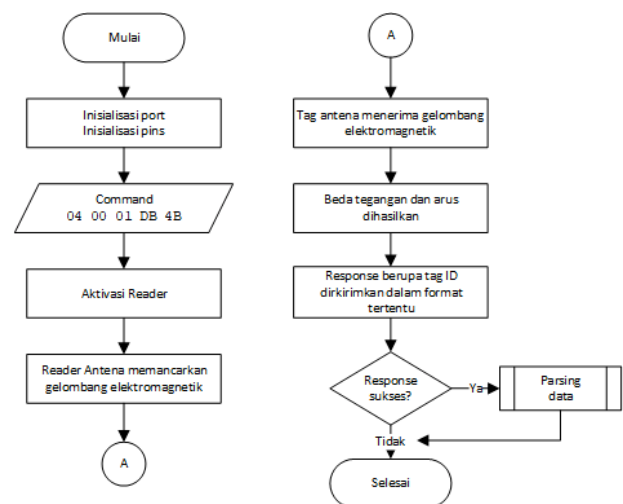 Mulai
Inisialisasi port
Inisialisasi pins
Command
04 00 01 DB 4B
Aktivasi Reader
Reader Antena memancarkan
gelombang elektromagnetik
A
A
Tag antena menerima gelombang
elektromagnetik
Beda tegangan dan arus
dihasilkan
Response berupa tag ID
dirkirimkan dalam format
tertentu
Response
sukses?
Ya
Parsing
data
Tidak
Selesai